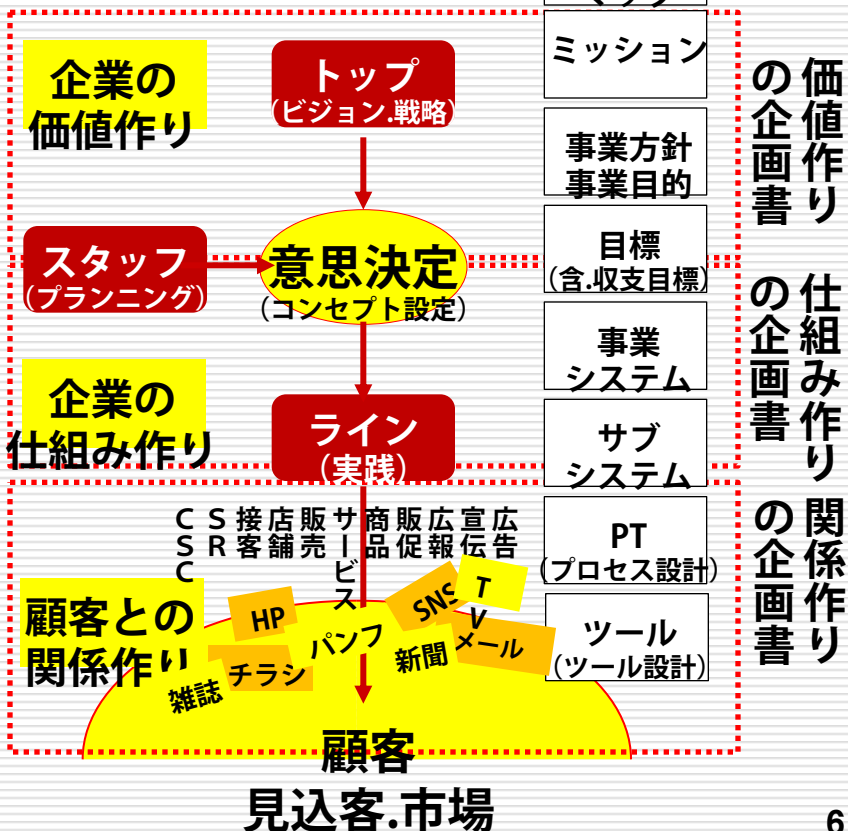 企業の
価値作り
トップ
(ビジョン.戦略)
ミッション
事業方針
事業目的
価値作り
の企画書
スタッフ
(プランニング)
意思決定
(コンセプト設定)
目標
(含.収支目標)
企業の
仕組み作り
ライン
(実践)
事業
システム
サブ
システム
仕組み作り
の企画書
広告
宣伝
広報
販促
商品
サービス
販売
店舗
接客
ＳＲ
ＣＳＣ
PT
(プロセス設計)
ツール
(ツール設計)
関係作り
の企画書
顧客との
関係作り
HP
パンフ
SNS
TV
雑誌
チラシ
新聞
メール
顧客
見込客.市場
6